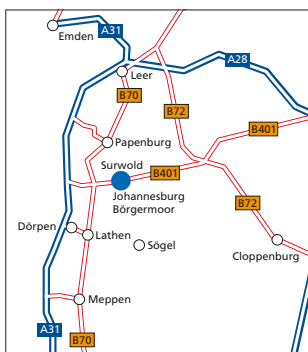 A31
Emden
A28
Leer
B70
B72
B401
Papenburg
Surwold
B401
Johannesburg
Börgermoor
B72
Dörpen
Lathen
Sögel
Cloppenburg
Meppen
A31
B70